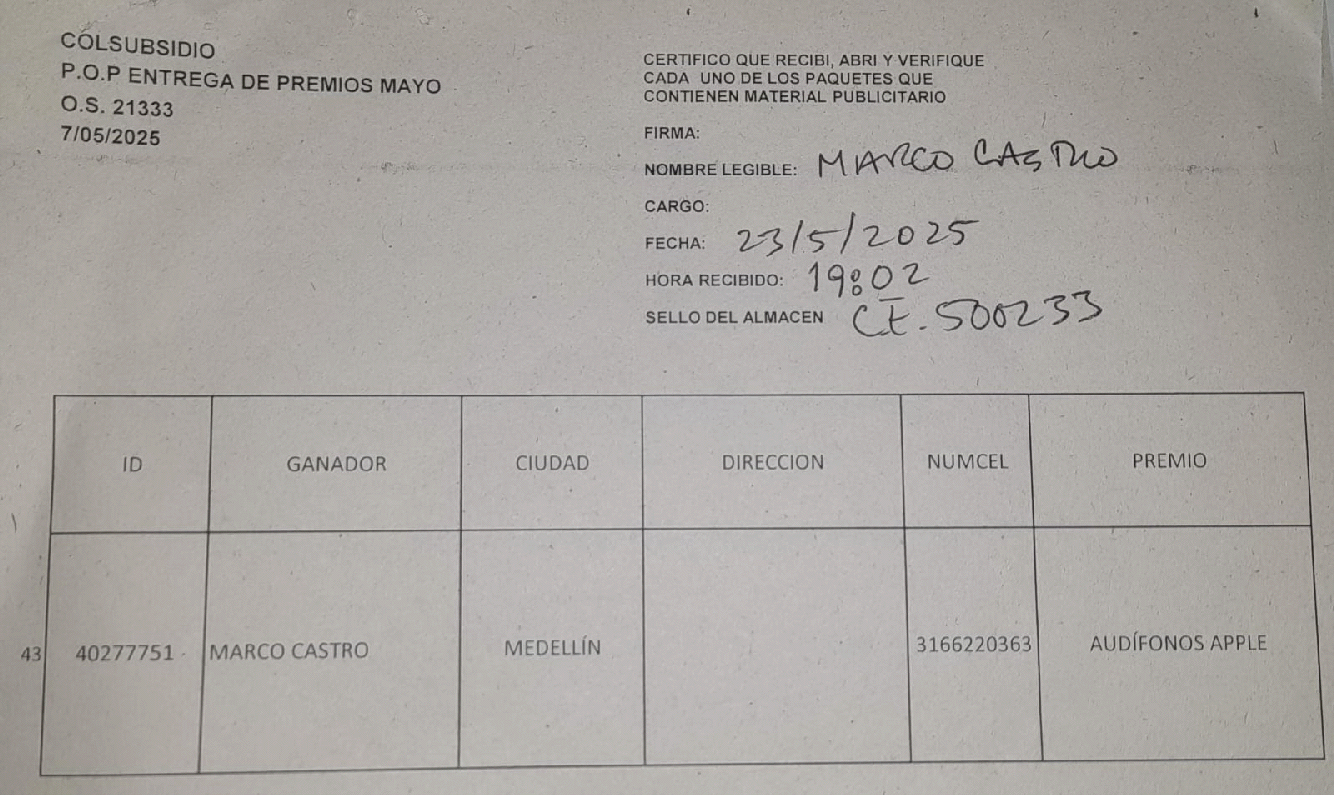 COLSUBSIDIO
P.O.P ENTREGA DE PREMIOS MAYO
O.S. 21333
7/05/2025
CERTIFICO QUE RECIBI, ABRI Y VERIFIQUE
CADA UNO DE LOS PAQUETES QUE
CONTIENEN MATERIAL PUBLICITARIO
FIRMA:
NOMBRE LEGIBLE: MARCO CASTRO
CARGO:
FECHA: 23/5/2025
HORA RECIBIDO: 19:02
SELLO DEL ALMACEN CE. 500233
ID GANADOR CIUDAD DIRECCION NUMCEL PREMIO
43 40277751 MARCO CASTRO MEDELLÍN 3166220363 AUDÍFONOS APPLE